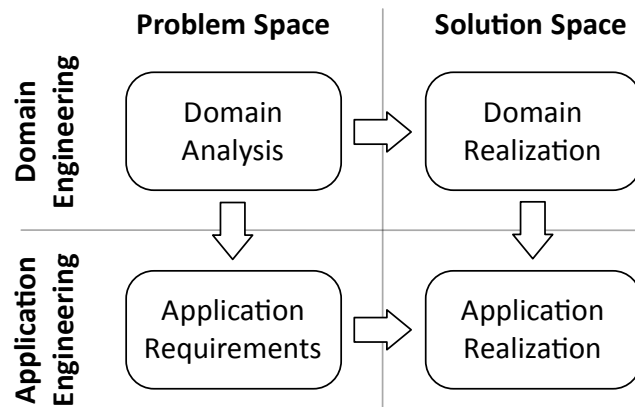 Problem Space
Solution Space
Domain
Engineering
Domain
Analysis
Domain
Realization
Application
Engineering
Application
Requirements
Application
Realization